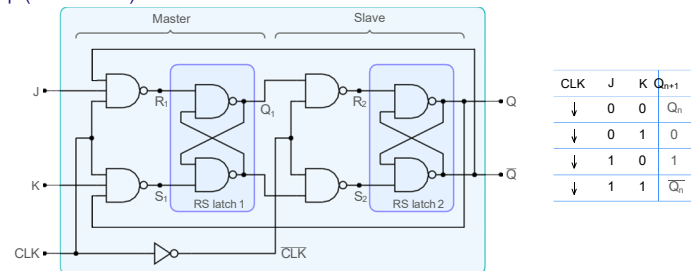 Master
Slave
J
R₁
Q₁
R₂
Q
K
S₁
RS latch 1
S₂
RS latch 2
Q̅
CLK
C̅L̅K̅
CLK J K Qₙ₊₁
↓ 0 0 Qₙ
↓ 0 1 0
↓ 1 0 1
↓ 1 1 Q̅ₙ